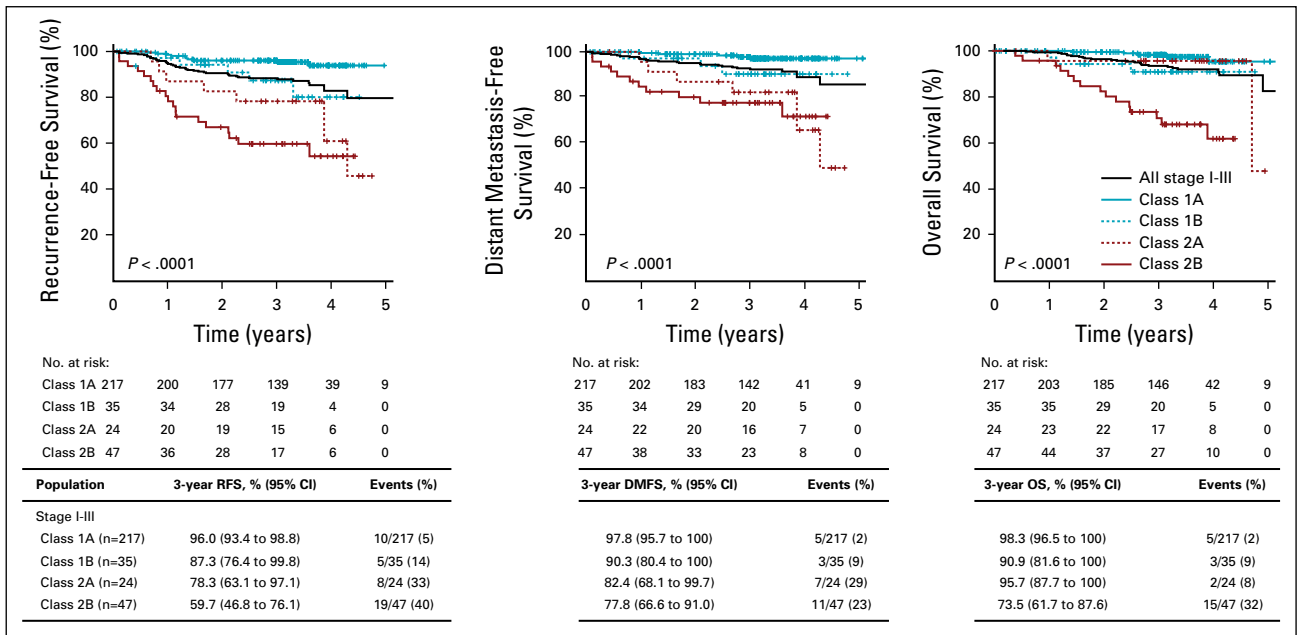 Recurrence-Free Survival (%)
100
80
60
40
20
P < .0001
0 1 2 3 4 5
Time (years)
Distant Metastasis-Free
Survival (%)
100
80
60
40
20
P < .0001
0 1 2 3 4 5
Time (years)
Overall Survival (%)
100
80
60
40
20
All stage I-III
Class 1A
Class 1B
Class 2A
Class 2B
P < .0001
0 1 2 3 4 5
Time (years)
No. at risk: No. at risk: No. at risk:
Class 1A 217 200 177 139 39 9 217 202 183 142 41 9 217 203 185 146 42 9
Class 1B 35 34 28 19 4 0 35 34 29 20 5 0 35 35 29 20 5 0
Class 2A 24 20 19 15 6 0 24 22 20 16 7 0 24 23 22 17 8 0
Class 2B 47 36 28 17 6 0 47 38 33 23 8 0 47 44 37 27 10 0
Population 3-year RFS, % (95% CI) Events (%) 3-year DMFS, % (95% CI) Events (%) 3-year OS, % (95% CI) Events (%)
Stage I-III
Class 1A (n=217) 96.0 (93.4 to 98.8) 10/217 (5) 97.8 (95.7 to 100) 5/217 (2) 98.3 (96.5 to 100) 5/217 (2)
Class 1B (n=35) 87.3 (76.4 to 99.8) 5/35 (14) 90.3 (80.4 to 100) 3/35 (9) 90.9 (81.6 to 100) 3/35 (9)
Class 2A (n=24) 78.3 (63.1 to 97.1) 8/24 (33) 82.4 (68.1 to 99.7) 7/24 (29) 95.7 (87.7 to 100) 2/24 (8)
Class 2B (n=47) 59.7 (46.8 to 76.1) 19/47 (40) 77.8 (66.6 to 91.0) 11/47 (23) 73.5 (61.7 to 87.6) 15/47 (32)